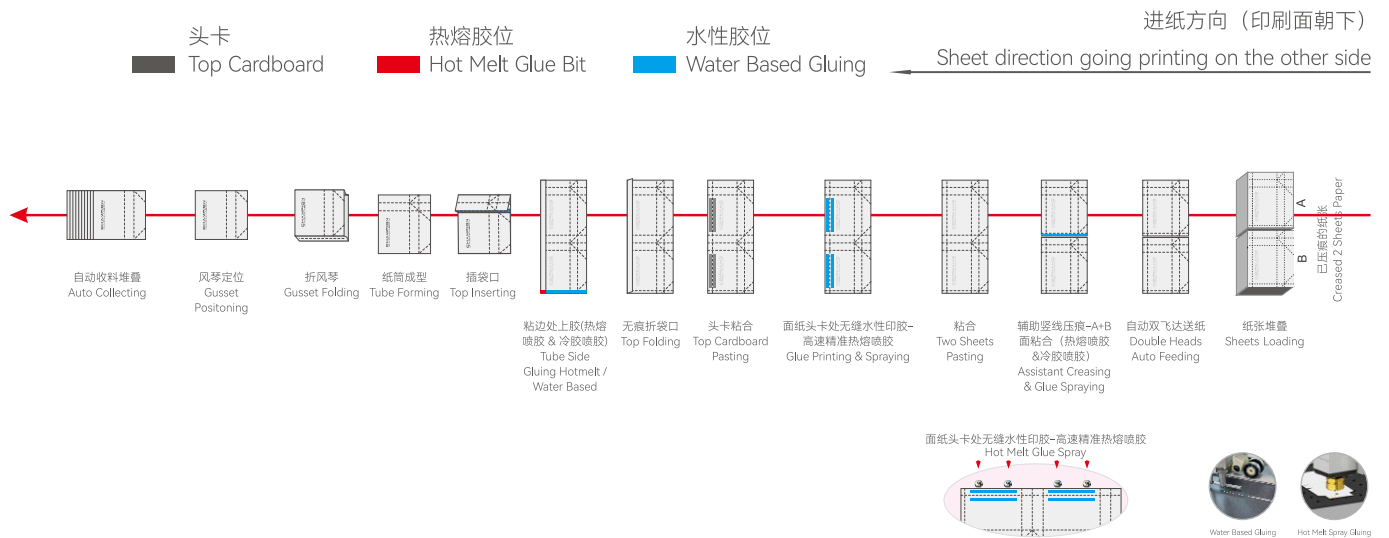 头卡
Top Cardboard
热熔胶位
Hot Melt Glue Bit
水性胶位
Water Based Gluing
进纸方向（印刷面朝下）
Sheet direction going printing on the other side
自动收料堆叠
Auto Collecting
风琴定位
Gusset
Positoning
折风琴
Gusset Folding
纸筒成型
Tube Forming
插袋口
Top Inserting
粘边处上胶(热熔
喷胶 & 冷胶喷胶)
Tube Side
Gluing Hotmelt /
Water Based
无痕折袋口
Top Folding
头卡粘合
Top Cardboard
Pasting
面纸头卡处无缝水性印胶-
高速精准热熔喷胶
Glue Printing & Spraying
粘合
Two Sheets
Pasting
辅助竖线压痕-A+B
面粘合（热熔喷胶
&冷胶喷胶）
Assistant Creasing
& Glue Spraying
自动双飞达送纸
Double Heads
Auto Feeding
纸张堆叠
Sheets Loading
A
B
已压痕的纸张
Creased 2 Sheets Paper
面纸头卡处无缝水性印胶-高速精准热熔喷胶
Hot Melt Glue Spray
Water Based Gluing
Hot Melt Spray Gluing